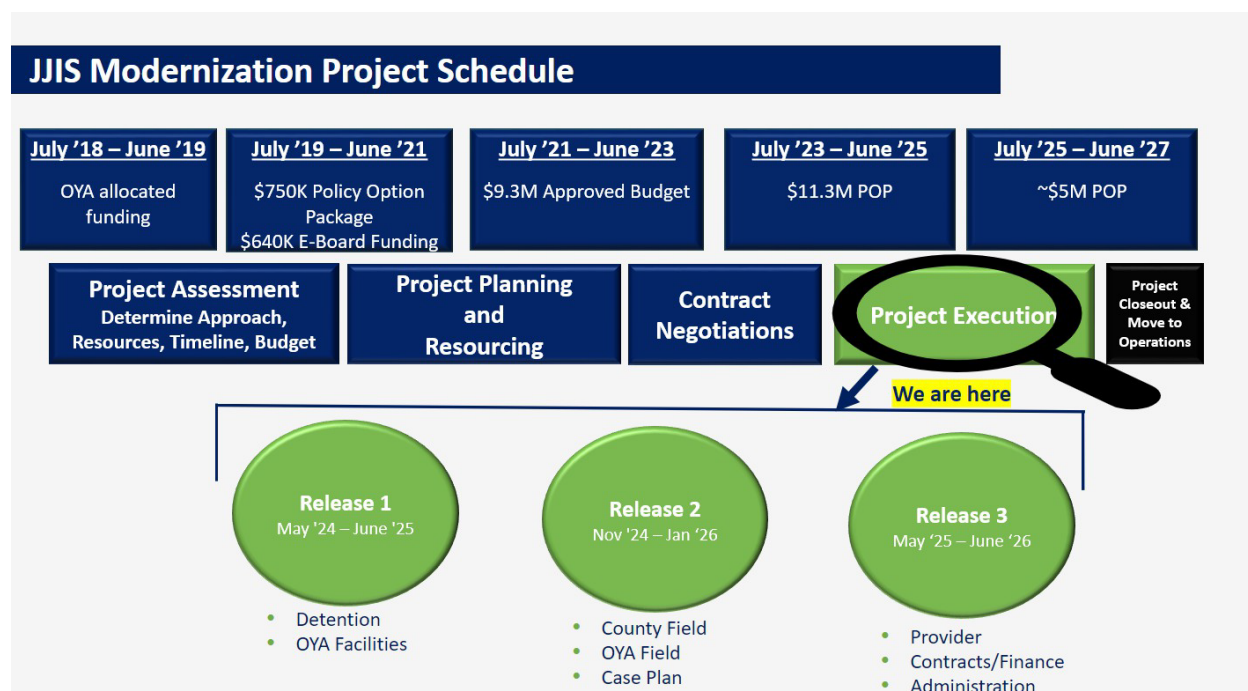 JJIS Modernization Project Schedule
July '18 – June '19
OYA allocated
funding
July '19 – June '21
$750K Policy Option
Package
$640K E-Board Funding
July '21 – June '23
$9.3M Approved Budget
July '23 – June '25
$11.3M POP
July '25 – June '27
~$5M POP
Project Assessment
Determine Approach,
Resources, Timeline, Budget
Project Planning
and
Resourcing
Contract
Negotiations
Project Execution
Project
Closeout &
Move to
Operations
We are here
Release 1
May '24 – June '25
Release 2
Nov '24 – Jan ‘26
Release 3
May ‘25 – June ‘26
• Detention
• OYA Facilities
• County Field
• OYA Field
• Case Plan
• Provider
• Contracts/Finance
• Administration